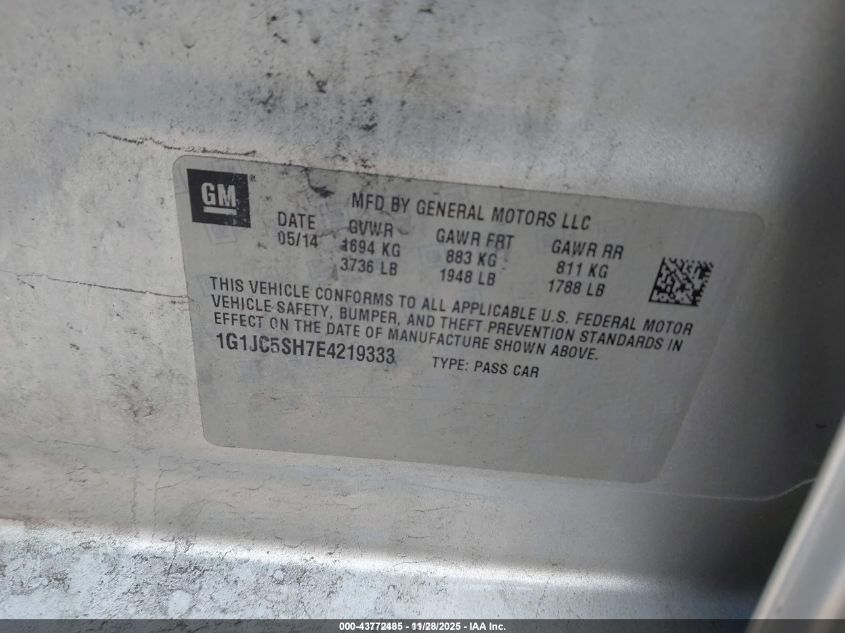 GM®
MFD BY GENERAL MOTORS LLC
DATE GVWR GAWR FRT GAWR RR
05/14 1694 KG 883 KG 811 KG
3736 LB 1948 LB 1788 LB
THIS VEHICLE CONFORMS TO ALL APPLICABLE U.S. FEDERAL MOTOR
VEHICLE SAFETY, BUMPER, AND THEFT PREVENTION STANDARDS IN
EFFECT ON THE DATE OF MANUFACTURE SHOWN ABOVE.
1G1JC5SH7E4219333 TYPE: PASS CAR
000-43772485 - 11/28/2025 - IAA Inc.